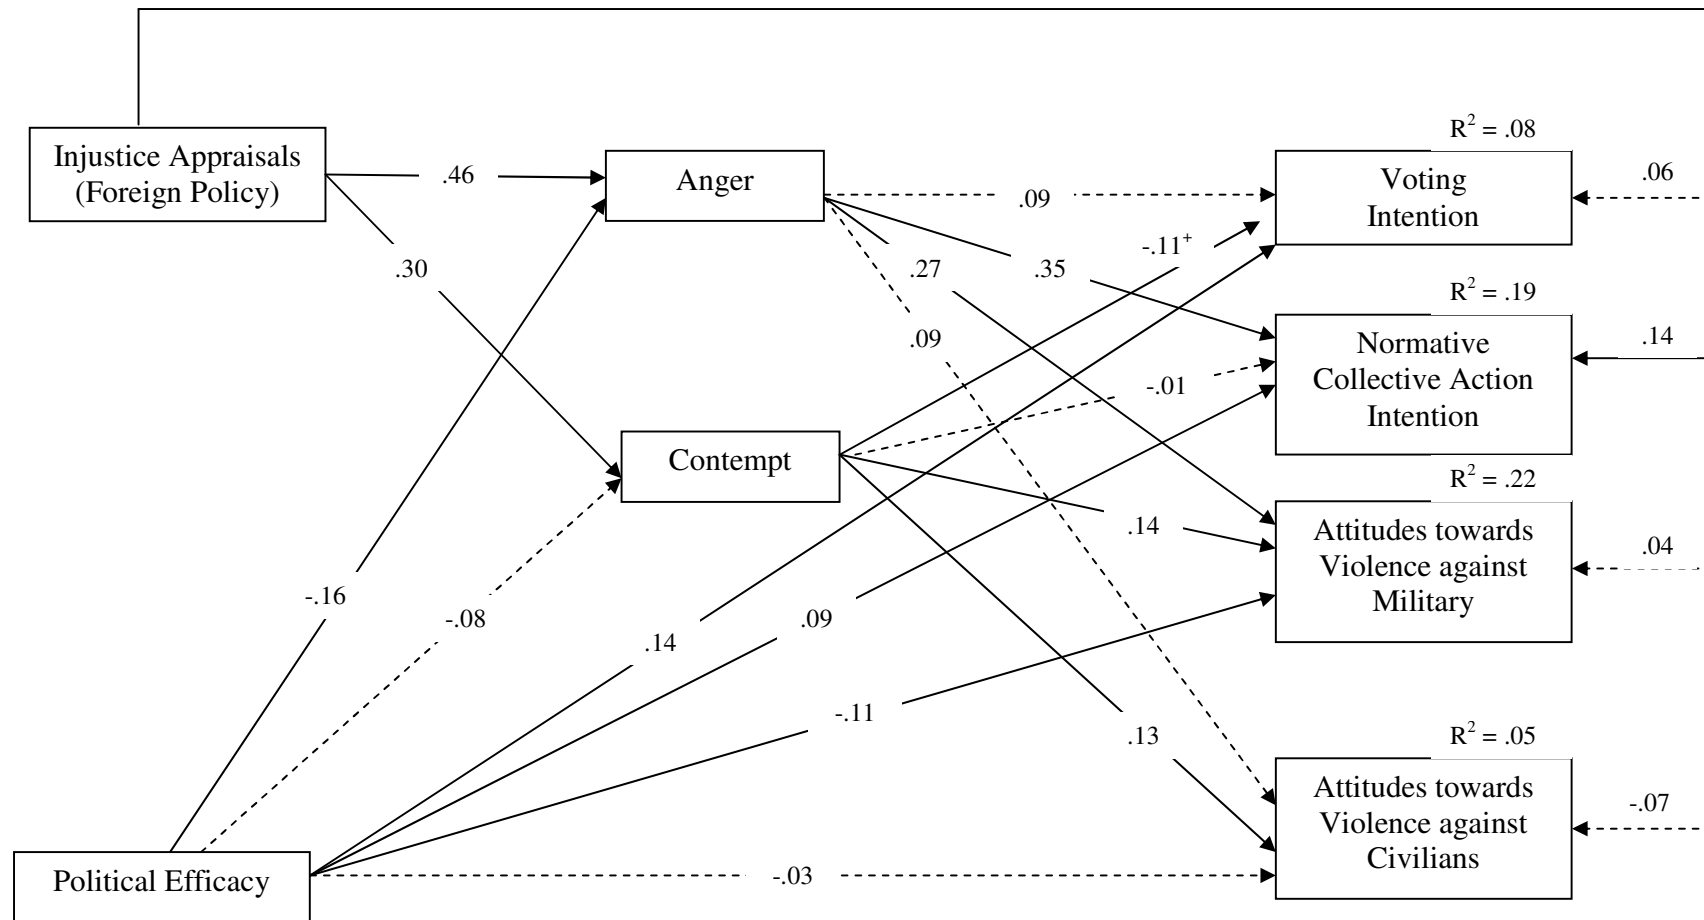 R² = .08
Injustice Appraisals
(Foreign Policy)
.46
Anger
.09
Voting
Intention
.06
.30
.27
.35
-.11⁺
R² = .19
.09
Normative
Collective Action
Intention
.14
-.01
Contempt
R² = .22
.14
Attitudes towards
Violence against
Military
.04
-.16
-.08
.14
.09
-.11
.13
R² = .05
Attitudes towards
Violence against
Civilians
-.07
Political Efficacy
-.03